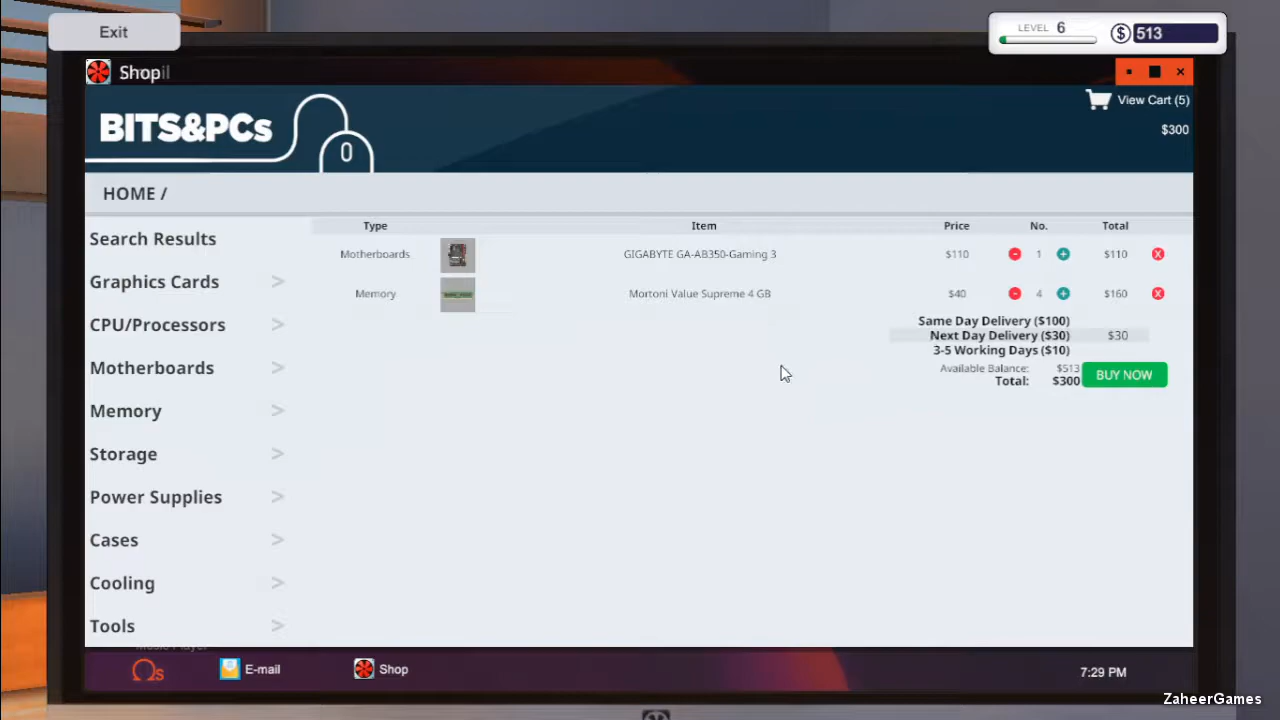 Exit
LEVEL 6
$ 513
Shop
View Cart (5)
BITS&PCs
$300
HOME /
Type Item Price No. Total
Search Results
Motherboards GIGABYTE GA-AB350-Gaming 3 $110 - 1 + $110 X
Graphics Cards >
Memory Mortoni Value Supreme 4 GB $40 - 4 + $160 X
CPU/Processors >
Same Day Delivery ($100)
Next Day Delivery ($30) $30
3-5 Working Days ($10)
Motherboards >
Available Balance: $513
BUY NOW
Total: $300
Memory >
Storage >
Power Supplies >
Cases >
Cooling >
Tools >
Music Player
Ωs
E-mail
Shop
7:29 PM
ZaheerGames